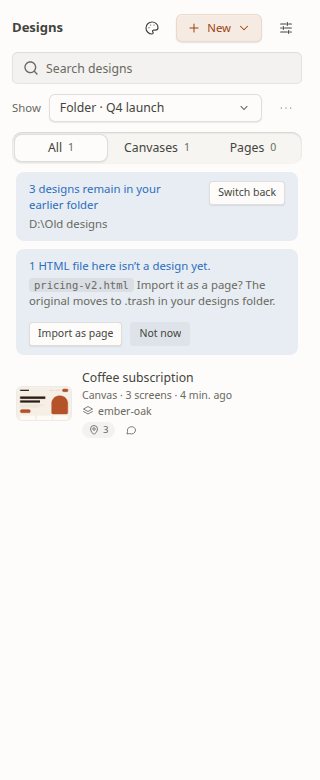 Designs
New
Search designs
Show
Folder · Q4 launch
All 1
Canvases 1
Pages 0
3 designs remain in your
earlier folder
Switch back
D:\Old designs
1 HTML file here isn’t a design yet.
pricing-v2.html Import it as a page? The
original moves to .trash in your designs folder.
Import as page
Not now
Coffee subscription
Canvas · 3 screens · 4 min. ago
ember-oak
3